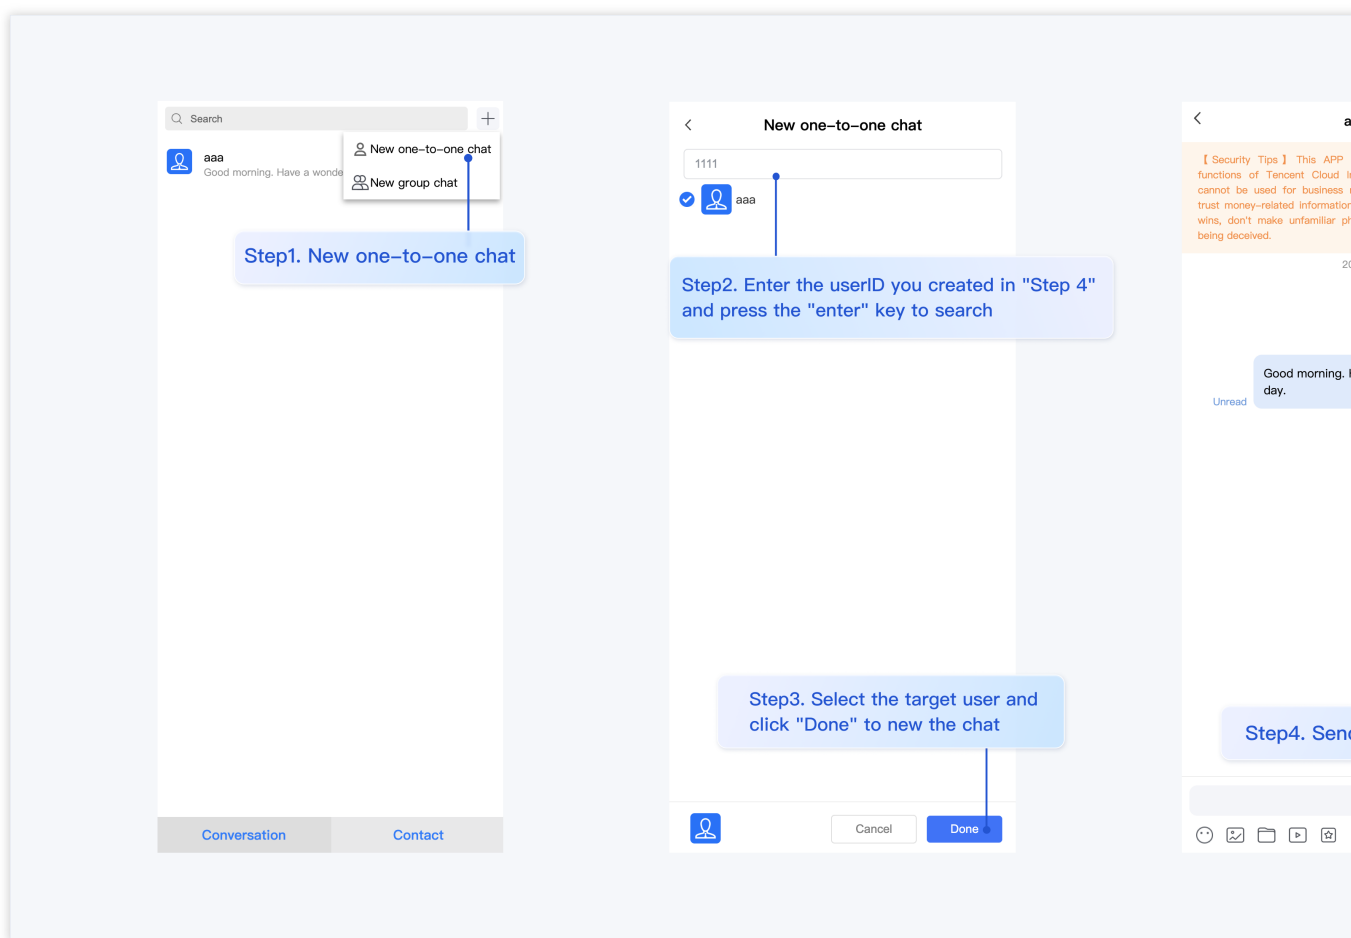 Search
New one-to-one chat
aaa
Good morning. Have a
New group chat
Step1. New one-to-one chat
Conversation
Contact
New one-to-one chat
1111
aaa
Step2. Enter the userID you created in "Step 4"
and press the "enter" key to search
Step3. Select the target user and
click "Done" to new the chat
Cancel
Done
【 Security Tips 】 This APP
functions of Tencent Cloud
cannot be used for business
trust money-related information
wins, don't make unfamiliar
being deceived.
Good morning.
day.
Unread
Step4.